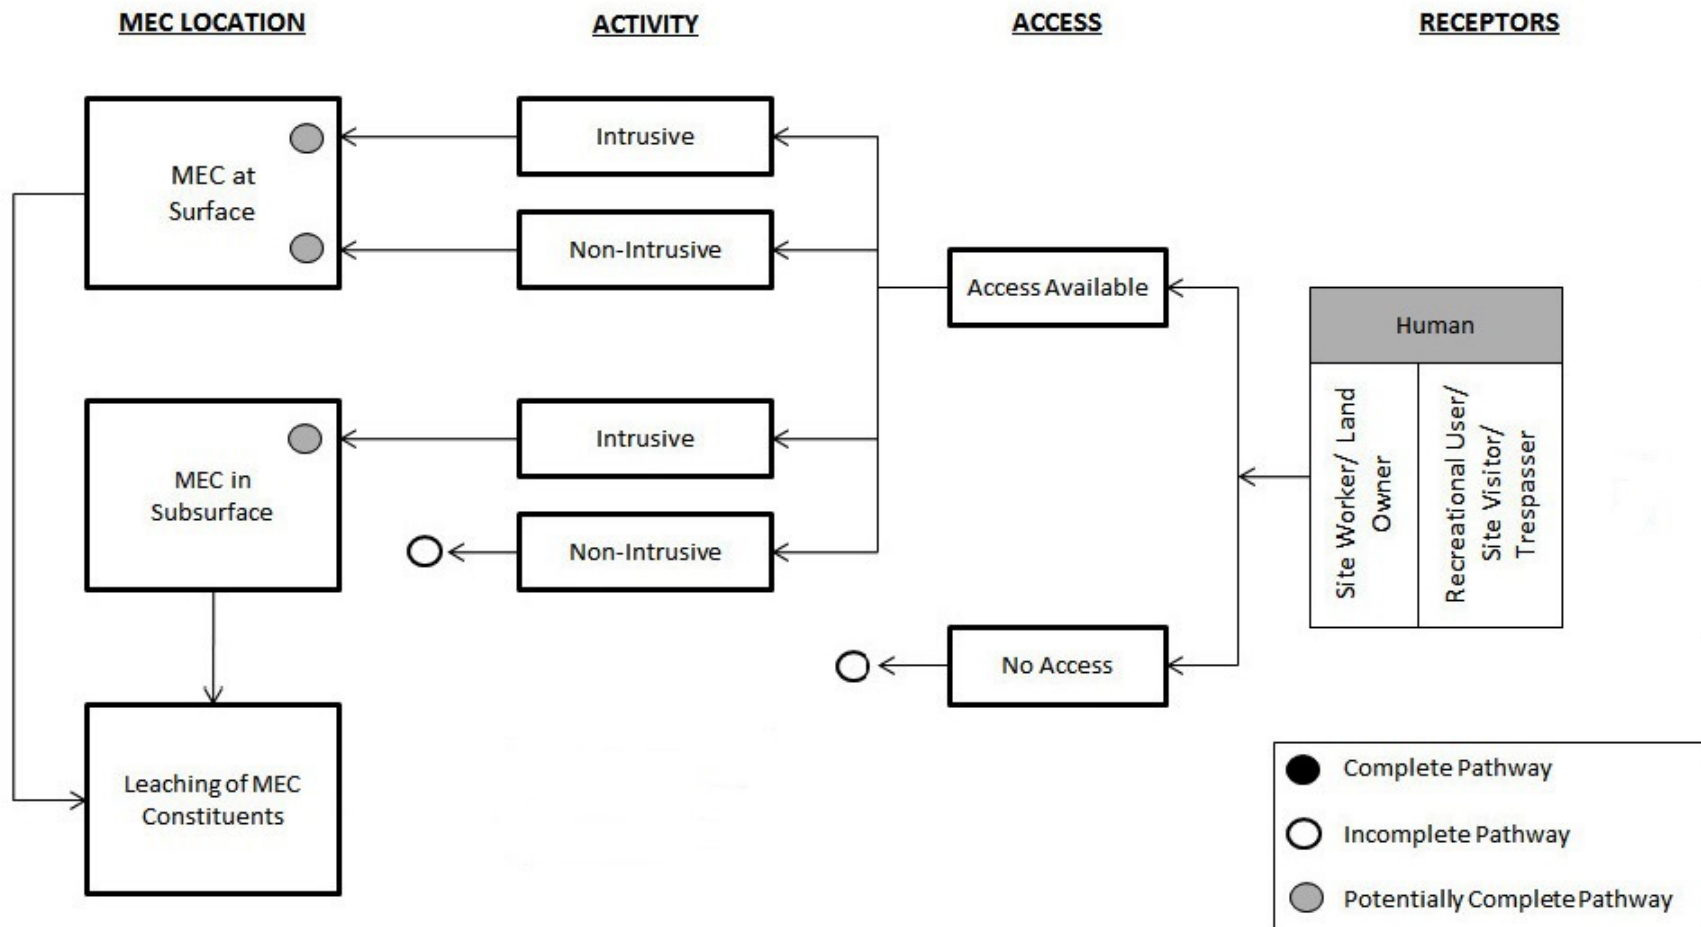 MEC LOCATION
ACTIVITY
ACCESS
RECEPTORS
MEC at
Surface
Intrusive
Non-Intrusive
Access Available
Human
Site Worker/ Land
Owner
Recreational User/
Site Visitor/
Trespasser
MEC in
Subsurface
Intrusive
Non-Intrusive
No Access
Leaching of MEC
Constituents
Complete Pathway
Incomplete Pathway
Potentially Complete Pathway